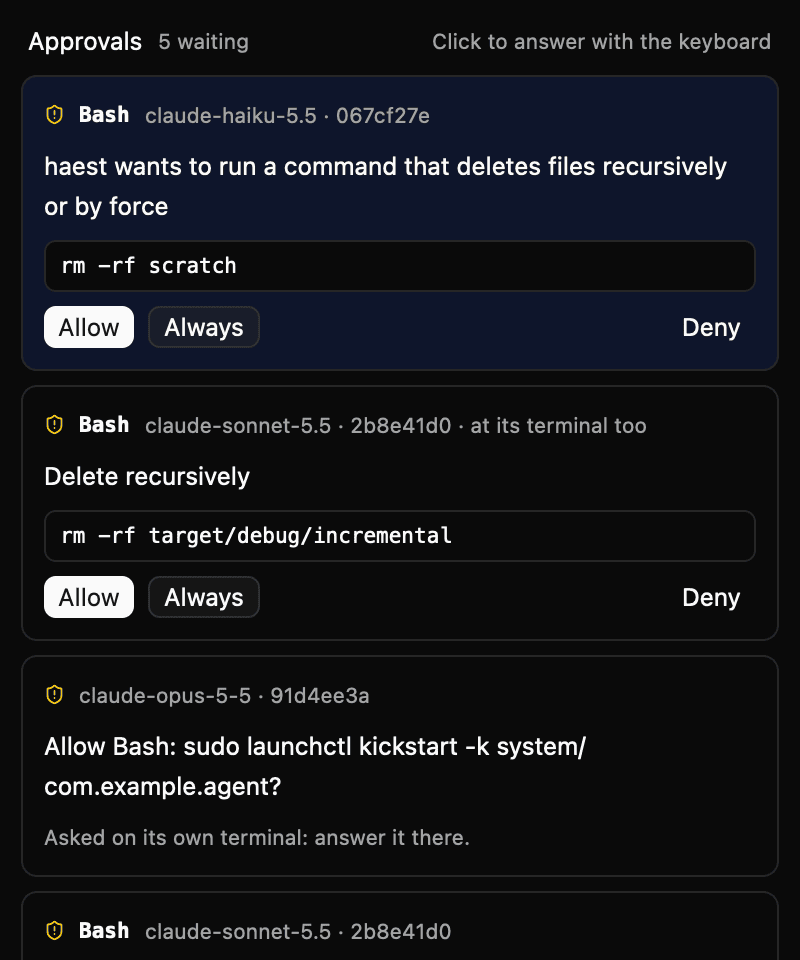 Approvals 5 waiting Click to answer with the keyboard
Bash claude-haiku-5.5 · 067cf27e
haest wants to run a command that deletes files recursively
or by force
rm -rf scratch
Allow Always Deny
Bash claude-sonnet-5.5 · 2b8e41d0 · at its terminal too
Delete recursively
rm -rf target/debug/incremental
Allow Always Deny
claude-opus-5-5 · 91d4ee3a
Allow Bash: sudo launchctl kickstart -k system/
com.example.agent?
Asked on its own terminal: answer it there.
Bash claude-sonnet-5.5 · 2b8e41d0